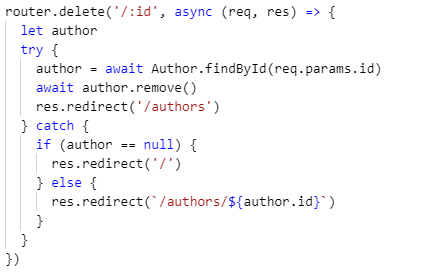 router.delete('/:id', async (req, res) => {
  let author
  try {
    author = await Author.findById(req.params.id)
    await author.remove()
    res.redirect('/authors')
  } catch {
    if (author == null) {
      res.redirect('/')
    } else {
      res.redirect(`/authors/${author.id}`)
    }
  }
})